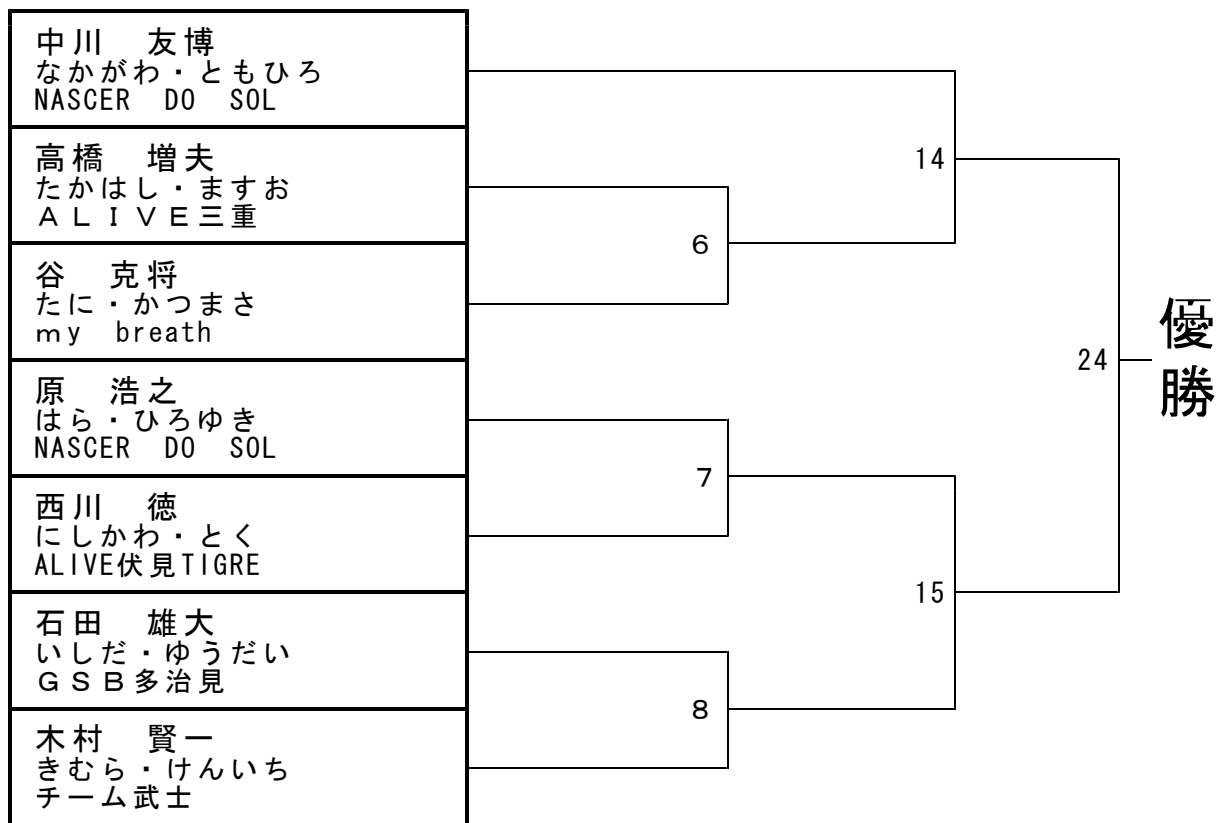 中川　友博
なかがわ・ともひろ
NASCER　DO　SOL
高橋　増夫
たかはし・ますお
ＡＬＩＶＥ三重
谷　克将
たに・かつまさ
ｍy　breath
原　浩之
はら・ひろゆき
NASCER　DO　SOL
西川　徳
にしかわ・とく
ALIVE伏見TIGRE
石田　雄大
いしだ・ゆうだい
ＧＳＢ多治見
木村　賢一
きむら・けんいち
チーム武士
6
7
8
14
15
24
優勝